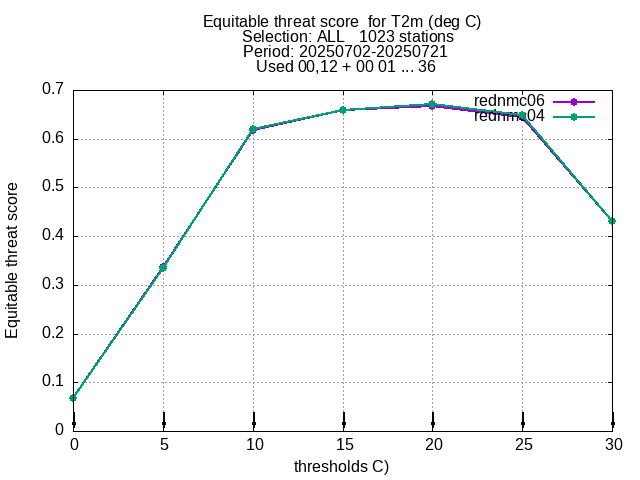 Equitable threat score  for T2m (deg C)
Selection: ALL   1023 stations
Period: 20250702-20250721
Used 00,12 + 00 01 ... 36
0.7
0.6
0.5
0.4
0.3
0.2
0.1
0
Equitable threat score
rednmc06
rednmc04
0 5 10 15 20 25 30
thresholds C)